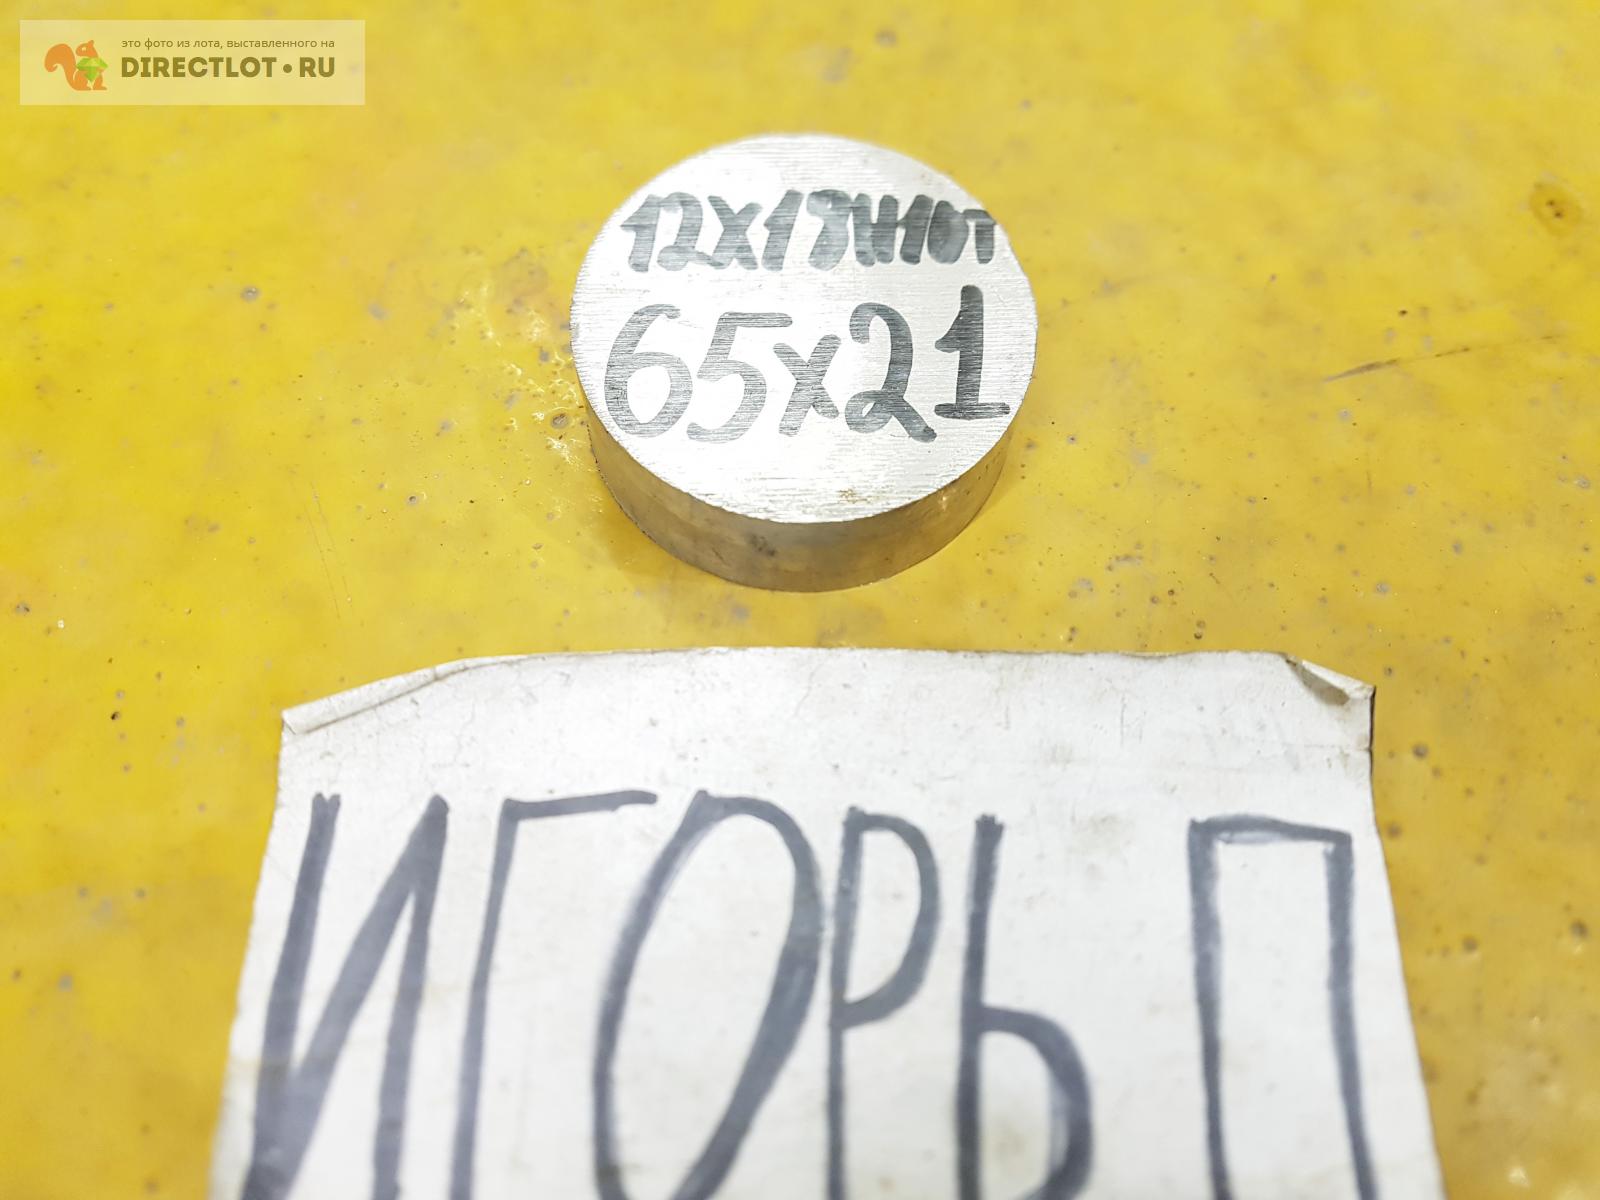 это фото из лота, выставленного на
DIRECTLOT•RU
12Х18Н10Т
65х21
ИГОРЬ П